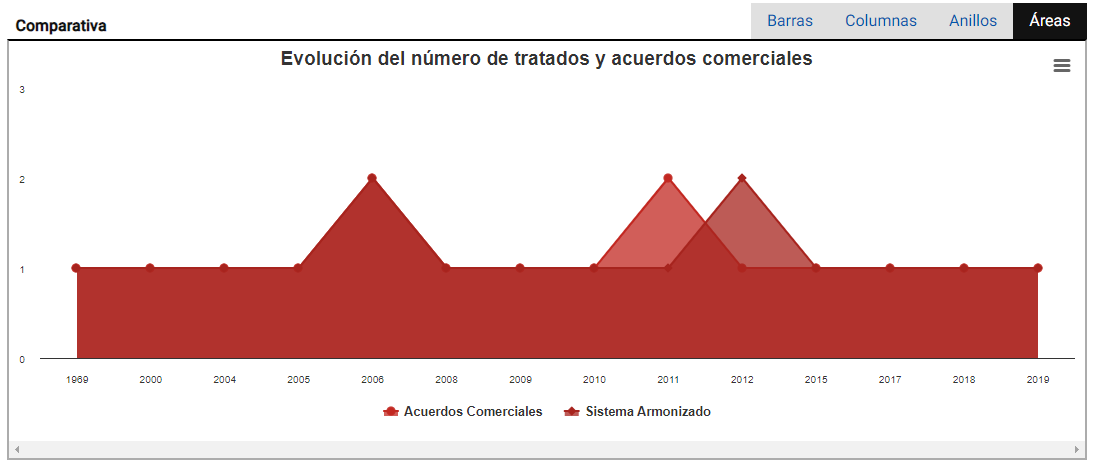 Comparativa
Barras Columnas Anillos Áreas
Evolución del número de tratados y acuerdos comerciales
3
2
1
0
1969 2000 2004 2005 2006 2008 2009 2010 2011 2012 2015 2017 2018 2019
Acuerdos Comerciales Sistema Armonizado